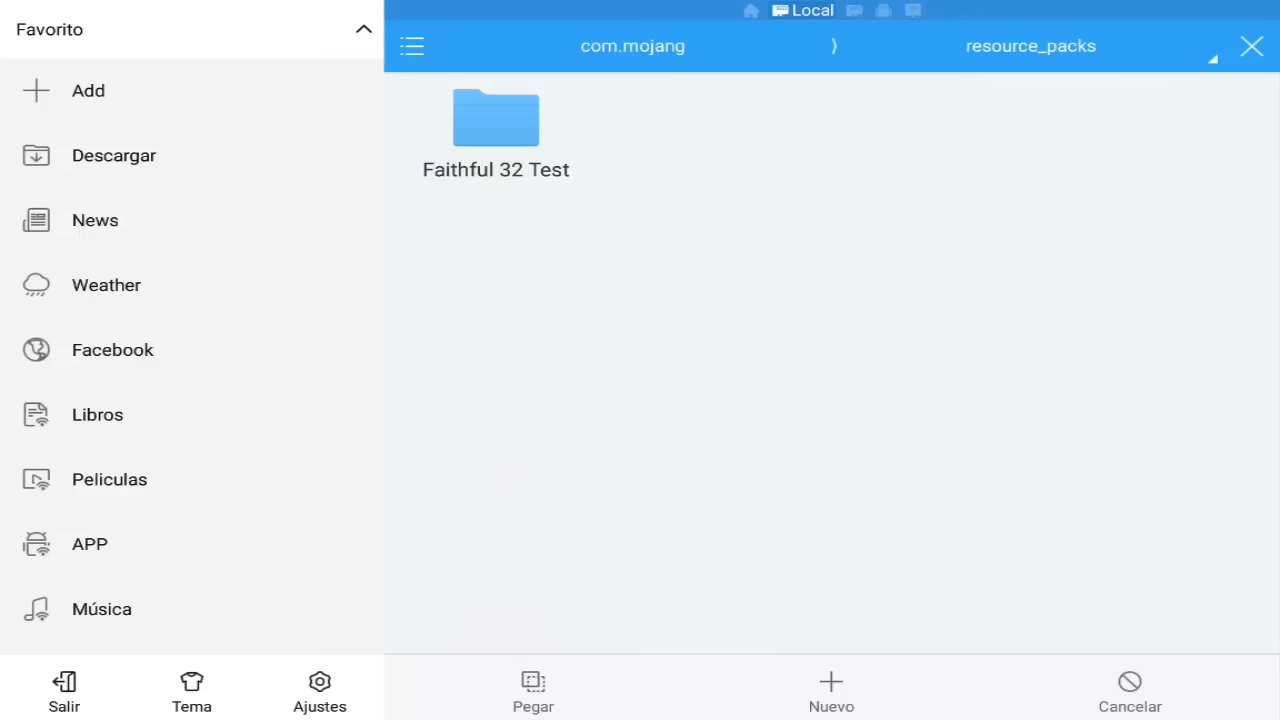 Favorito
Add
Descargar
News
Weather
Facebook
Libros
Peliculas
APP
Música
Salir
Tema
Ajustes
Local
com.mojang
resource_packs
Faithful 32 Test
Pegar
Nuevo
Cancelar